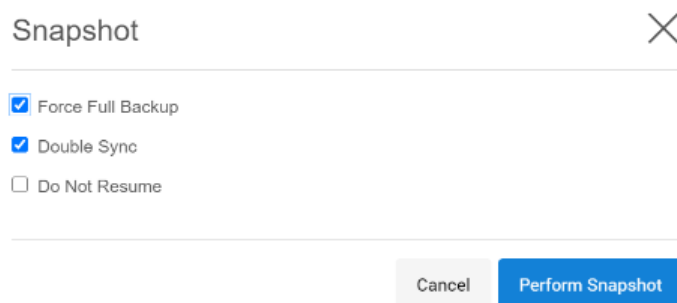 Snapshot
Force Full Backup
Double Sync
Do Not Resume
Cancel
Perform Snapshot